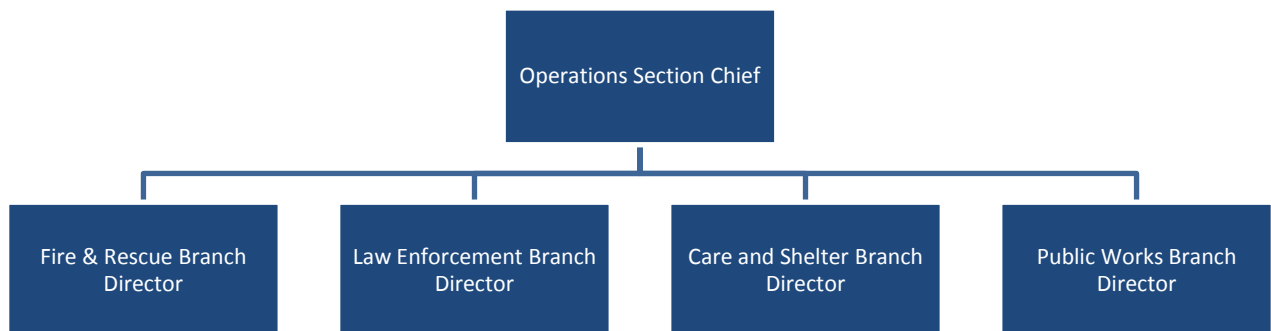 Operations Section Chief
Fire & Rescue Branch
Director
Law Enforcement Branch
Director
Care and Shelter Branch
Director
Public Works Branch
Director